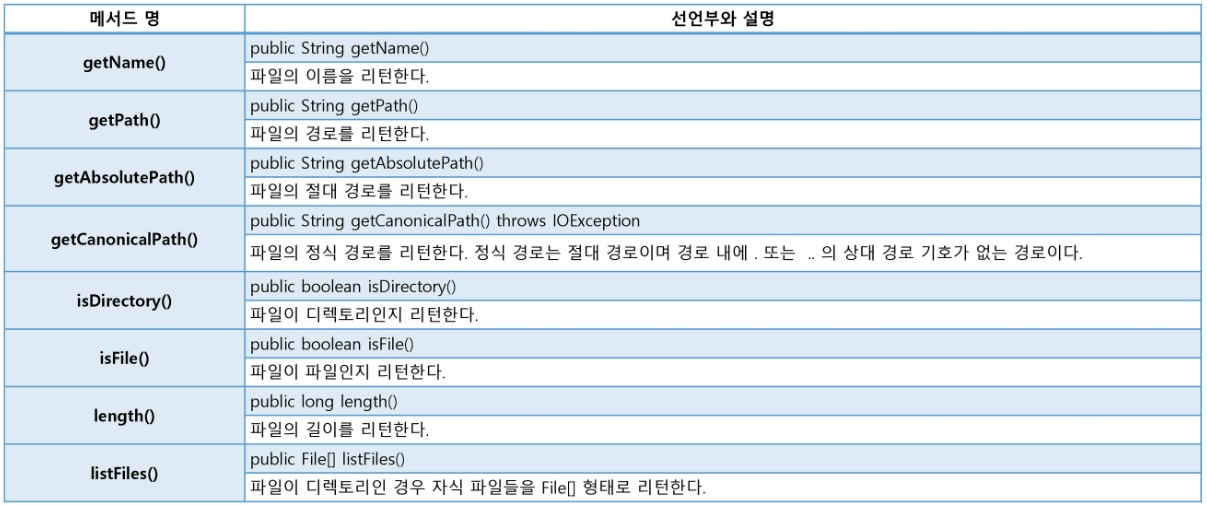 메서드 명 선언부와 설명
getName() public String getName()
파일의 이름을 리턴한다.
getPath() public String getPath()
파일의 경로를 리턴한다.
getAbsolutePath() public String getAbsolutePath()
파일의 절대 경로를 리턴한다.
getCanonicalPath() public String getCanonicalPath() throws IOException
파일의 정식 경로를 리턴한다. 정식 경로는 절대 경로이며 경로 내에 . 또는 .. 의 상대 경로 기호가 없는 경로이다.
isDirectory() public boolean isDirectory()
파일이 디렉토리인지 리턴한다.
isFile() public boolean isFile()
파일이 파일인지 리턴한다.
length() public long length()
파일의 길이를 리턴한다.
listFiles() public File[] listFiles()
파일이 디렉토리인 경우 자식 파일들을 File[] 형태로 리턴한다.